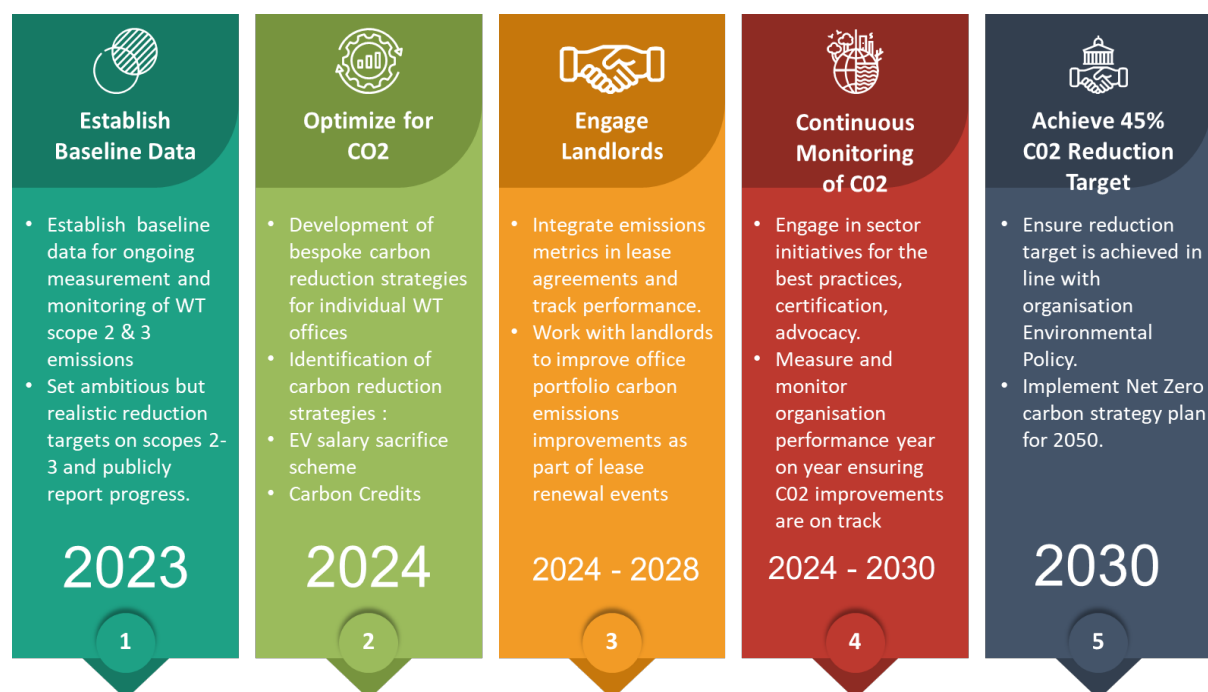 Establish
Baseline Data
• Establish baseline
data for ongoing
measurement and
monitoring of WT
scope 2 & 3
emissions
• Set ambitious but
realistic reduction
targets on scopes 2-
3 and publicly
report progress.
2023
1
Optimize for
CO2
• Development of
bespoke carbon
reduction strategies
for individual WT
offices
• Identification of
carbon reduction
strategies :
• EV salary sacrifice
scheme
• Carbon Credits
2024
2
Engage
Landlords
• Integrate emissions
metrics in lease
agreements and
track performance.
• Work with landlords
to improve office
portfolio carbon
emissions
improvements as
part of lease
renewal events
2024 - 2028
3
Continuous
Monitoring
of C02
• Engage in sector
initiatives for the
best practices,
certification,
advocacy.
• Measure and
monitor
organisation
performance year
on year ensuring
C02 improvements
are on track
2024 - 2030
4
Achieve 45%
C02 Reduction
Target
• Ensure reduction
target is achieved in
line with
organisation
Environmental
Policy.
• Implement Net Zero
carbon strategy plan
for 2050.
2030
5